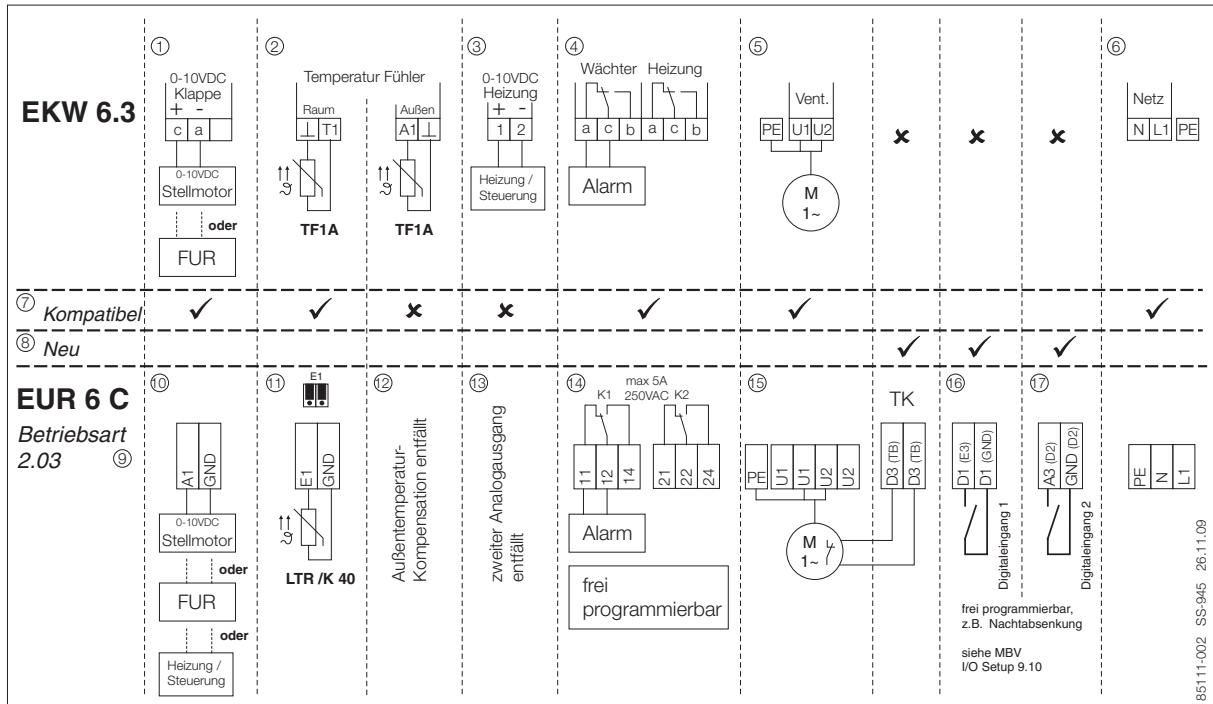 EKW 6.3
①
0-10VDC
Klappe
+ -
c a
0-10VDC
Stellmotor
oder
FUR
②
Temperatur Fühler
Raum
⊥ T1
ϑ
TF1A
Außen
A1 ⊥
ϑ
TF1A
③
0-10VDC
Heizung
+ -
1 2
Heizung /
Steuerung
④
Wächter Heizung
a c b a c b
Alarm
⑤
Vent.
PE U1 U2
M
1~
✗ ✗ ✗
⑥
Netz
N L1 PE
⑦ Kompatibel ✓ ✓ ✗ ✗ ✓ ✓ ✓
⑧ Neu ✓ ✓ ✓
EUR 6 C
Betriebsart
2.03 ⑨
⑩
A1 GND
0-10VDC
Stellmotor
oder
FUR
oder
Heizung /
Steuerung
⑪
E1
E1 GND
ϑ
LTR /K 40
⑫
Außentemperatur-
Kompensation entfällt
⑬
zweiter Analogausgang
entfällt
⑭
max 5A
K1 250VAC K2
11 12 14 21 22 24
Alarm
frei
programmierbar
⑮
PE U1 U1 U2 U2
M
1~
TK
D3 (TB) D3 (TB)
⑯
D1 (E3) D1 (GND)
Digitaleingang 1
⑰
A3 (D2) GND (D2)
Digitaleingang 2
frei programmierbar,
z.B. Nachtabsenkung
siehe MBV
I/O Setup 9.10
PE N L1
85111-002 SS-945 26.11.09